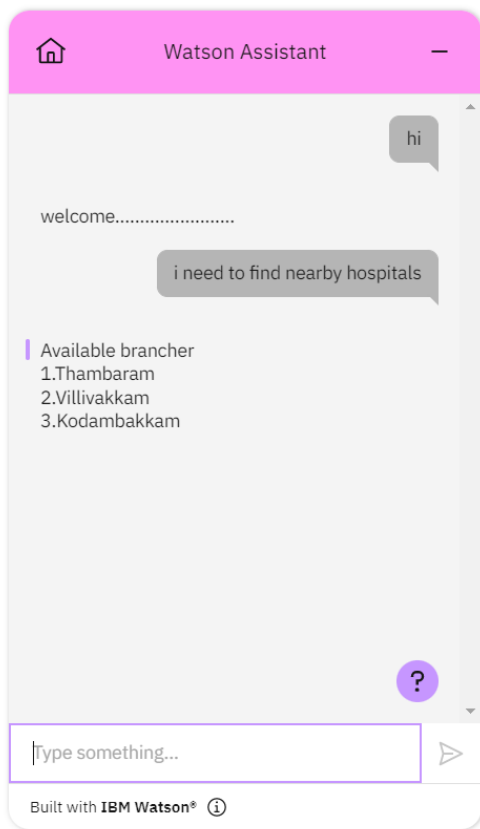 Watson Assistant
hi
welcome........................
i need to find nearby hospitals
Available brancher
1.Thambaram
2.Villivakkam
3.Kodambakkam
?
Type something...
Built with IBM Watson®